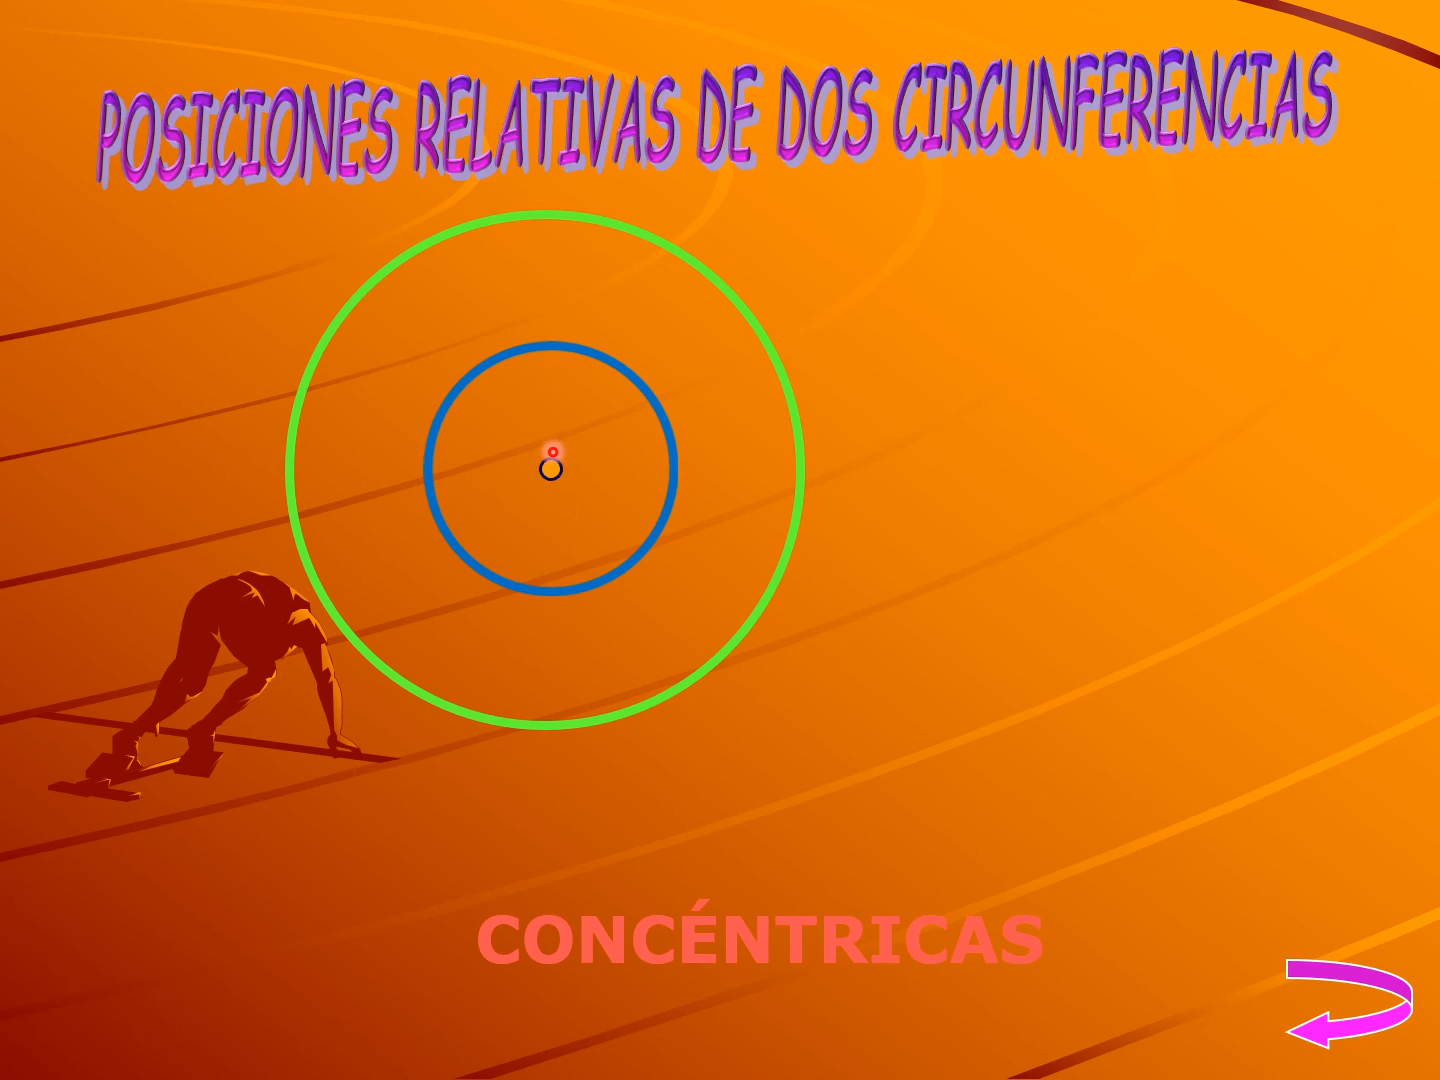 POSICIONES RELATIVAS DE DOS CIRCUNFERENCIAS
CONCÉNTRICAS